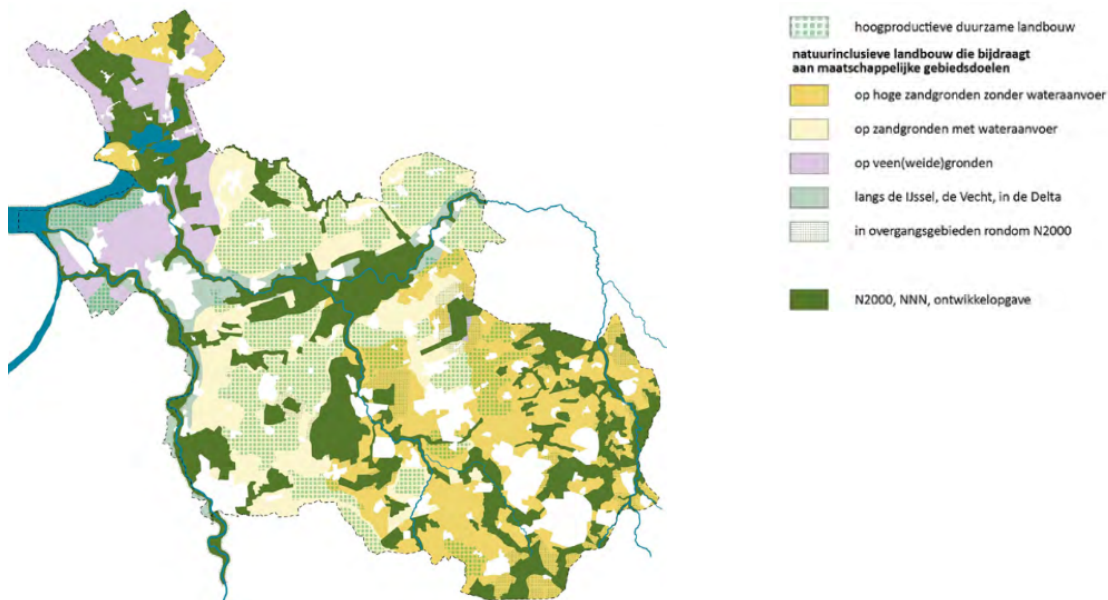 hoogproductieve duurzame landbouw
natuurinclusieve landbouw die bijdraagt
aan maatschappelijke gebiedsdoelen
op hoge zandgronden zonder wateraanvoer
op zandgronden met wateraanvoer
op veen(weide)gronden
langs de IJssel, de Vecht, in de Delta
in overgangsgebieden rondom N2000
N2000, NNN, ontwikkelopgave